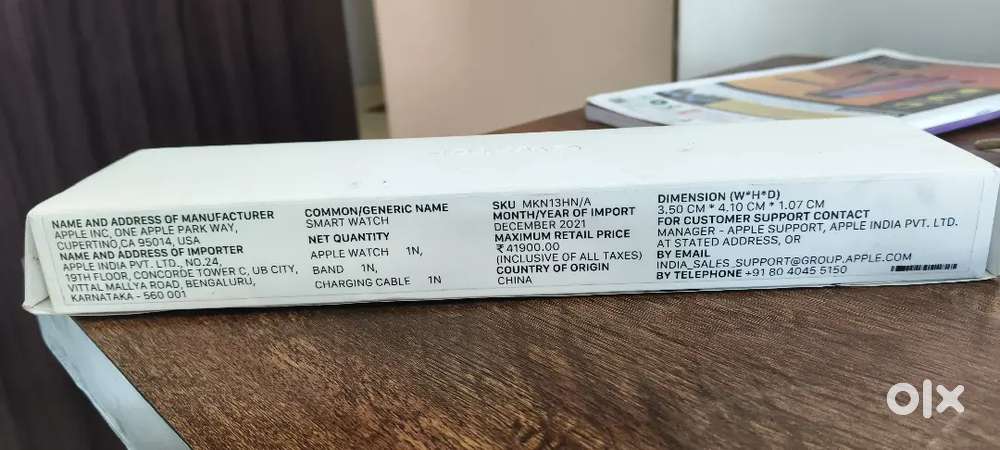 NAME AND ADDRESS OF MANUFACTURER
APPLE INC, ONE APPLE PARK WAY,
CUPERTINO,CA 95014, USA
NAME AND ADDRESS OF IMPORTER
APPLE INDIA PVT. LTD., NO.24,
19TH FLOOR, CONCORDE TOWER C, UB CITY,
VITTAL MALLYA ROAD, BENGALURU,
KARNATAKA - 560 001
COMMON/GENERIC NAME
SMART WATCH
NET QUANTITY
APPLE WATCH 1N,
BAND 1N,
CHARGING CABLE 1N
SKU MKN13HN/A
MONTH/YEAR OF IMPORT
DECEMBER 2021
MAXIMUM RETAIL PRICE
₹ 41900.00
(INCLUSIVE OF ALL TAXES)
COUNTRY OF ORIGIN
CHINA
DIMENSION (W*H*D)
3.50 CM * 4.10 CM * 1.07 CM
FOR CUSTOMER SUPPORT CONTACT
MANAGER - APPLE SUPPORT, APPLE INDIA PVT. LTD.
AT STATED ADDRESS, OR
BY EMAIL
INDIA_SALES_SUPPORT@GROUP.APPLE.COM
BY TELEPHONE +91 80 4045 5150
olx